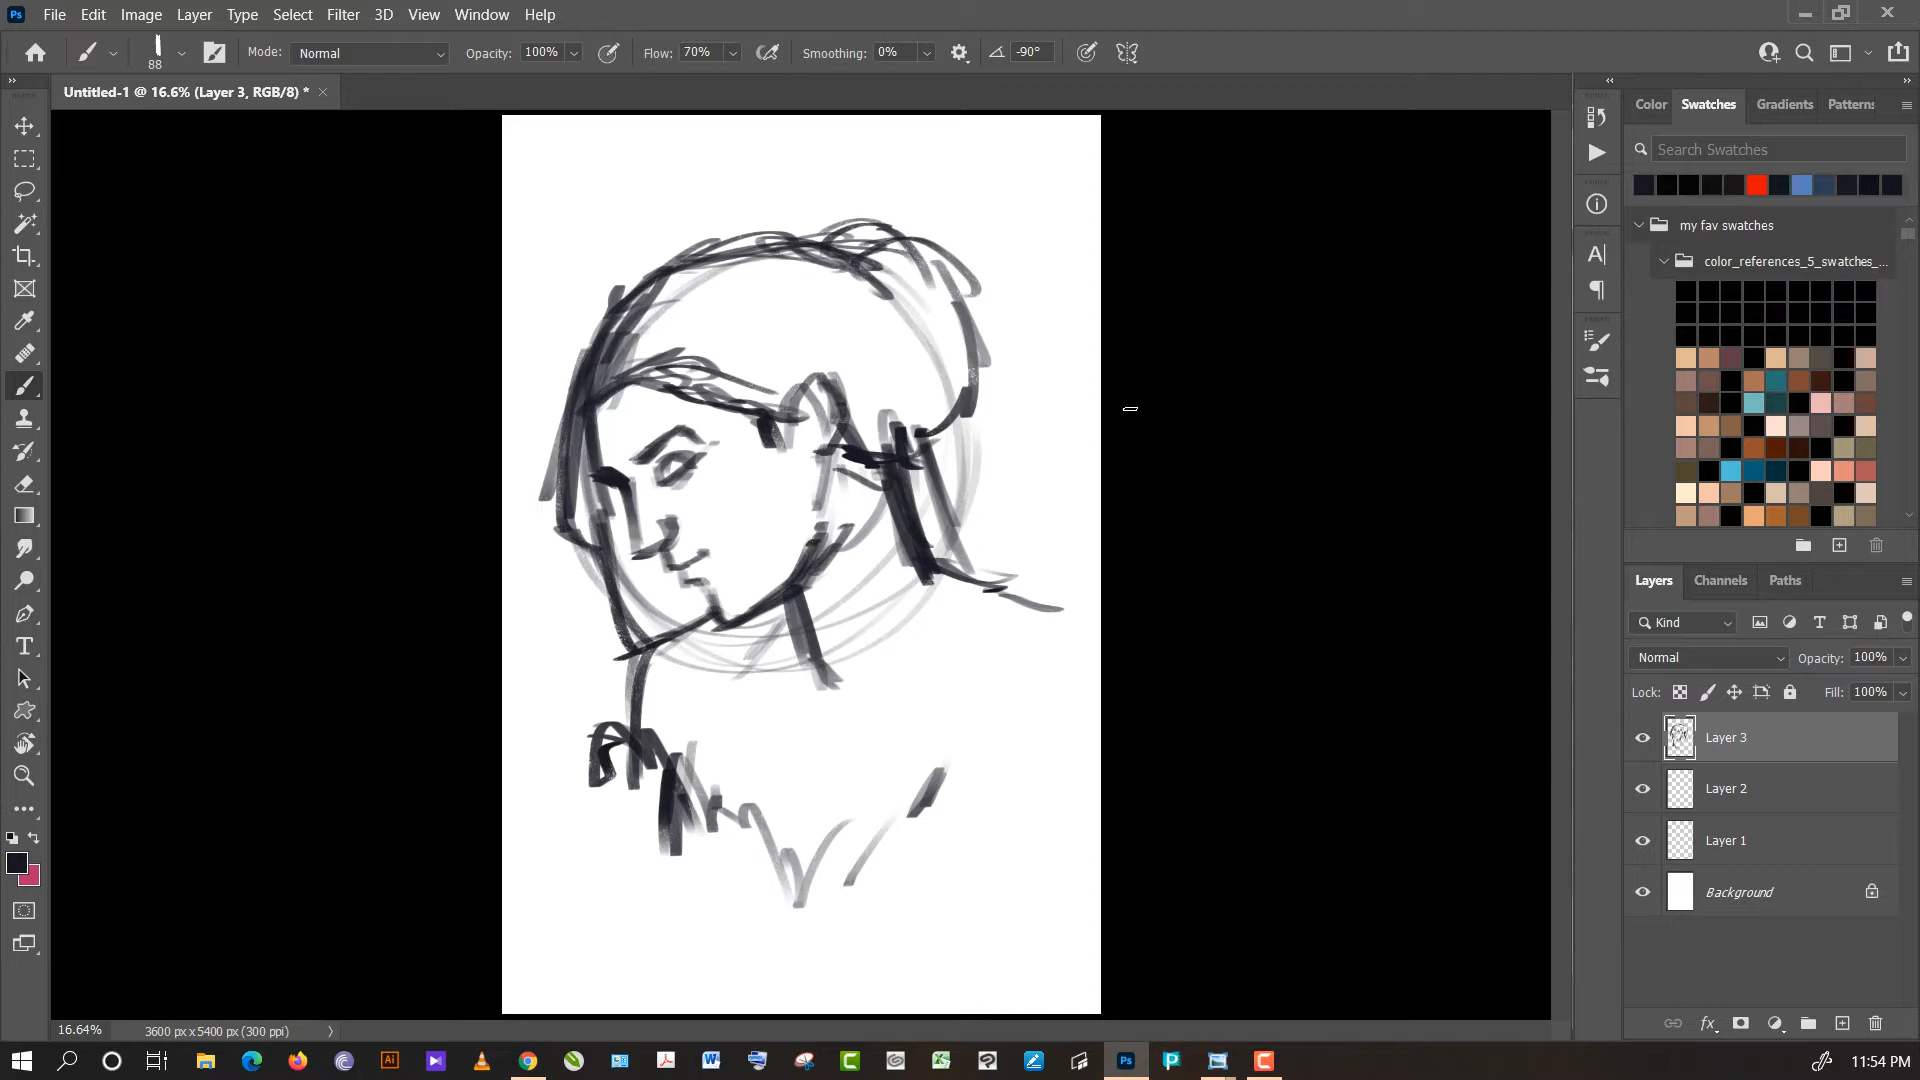 Ps File Edit Image Layer Type Select Filter 3D View Window Help
88 Mode: Normal Opacity: 100% Flow: 70% Smoothing: 0% -90°
Untitled-1 @ 16.6% (Layer 3, RGB/8) *
Color Swatches Gradients Patterns
Search Swatches
my fav swatches
color_references_5_swatches_...
Layers Channels Paths
Kind
Normal Opacity: 100%
Lock: Fill: 100%
Layer 3
Layer 2
Layer 1
Background
fx
16.64% 3600 px x 5400 px (300 ppi)
11:54 PM